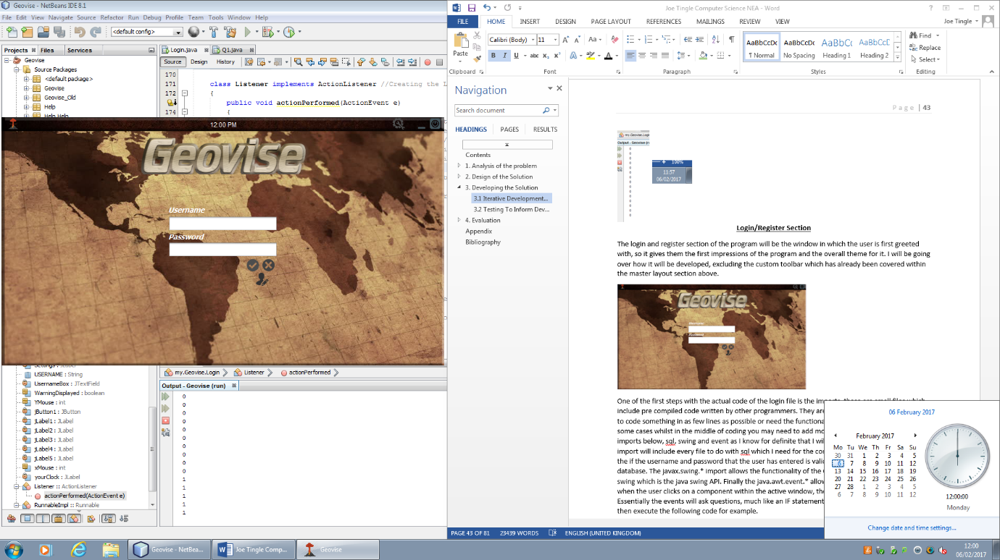 Geovise - NetBeans IDE 8.1
File Edit View Navigate Source Refactor Run Debug Profile Team Tools Window Help
<default config>
Projects Files Services
Geovise
Source Packages
<default package>
Geovise
Geovise_Old
Help
Help.Help
Login.java Q1.java
Source Design History
170
171 class Listener implements ActionListener //Creating the L
172 {
public void actionPerformed(ActionEvent e)
174 {
12:00 PM
Geovise
Username
Password
Settings : JLabel
USERNAME : String
UsernameBox : JTextField
WarningDisplayed : boolean
YMouse : int
jButton1 : JButton
jLabel1 : JLabel
jLabel2 : JLabel
jLabel3 : JLabel
jLabel4 : JLabel
jLabel5 : JLabel
xMouse : int
yourClock : JLabel
Listener :: ActionListener
actionPerformed(ActionEvent e)
RunnableImpl :: Runnable
my.Geovise.Login Listener actionPerformed
Output - Geovise (run)
0
0
0
0
0
0
0
0
0
0
1
1
1
1
1
Joe Tingle Computer Science NEA - Word
FILE HOME INSERT DESIGN PAGE LAYOUT REFERENCES MAILINGS REVIEW VIEW
Joe Tingle
Paste
Calibri (Body) 11
Clipboard Font Paragraph Styles Editing
AaBbCcDc AaBbCcDc AaBbCc AaBbCcD
¶ Normal No Spacing Heading 1 Heading 2
Find
Replace
Select
Navigation
Search document
HEADINGS PAGES RESULTS
Contents
1. Analysis of the problem
2. Design of the Solution
3. Developing the Solution
3.1 Iterative Development...
3.2 Testing To Inform Dev...
4. Evaluation
Appendix
Bibliography
Page | 43
my.Geovise.Login
Output - Geovise (r
100%
11:57
06/02/2017
Login/Register Section
The login and register section of the program will be the window in which the user is first greeted
with, so it gives them the first impressions of the program and the overall theme for it. I will be going
over how it will be developed, excluding the custom toolbar which has already been covered within
the master layout section above.
Geovise
One of the first steps with the actual code of the login file is the imports, these are small files which
include pre compiled code written by other programmers. They are
to code something in as few lines as possible or need the functiona
some cases whilst in the middle of coding you may need to add mo
imports below, sql, swing and event as I know for definite that I wil
import will include every file to do with sql which I need for the co
the if the username and password that the user has entered is vali
database. The javax.swing.* import allows the functionality of the
swing which is the java swing API. Finally the java.awt.event.* allow
when the user clicks on a component within the active window, the
Essentially the events will ask questions, much like an IF statement
then execute the following code for example.
06 February 2017
February 2017
Mo Tu We Th Fr Sa Su
30 31 1 2 3 4 5
6 7 8 9 10 11 12
13 14 15 16 17 18 19
20 21 22 23 24 25 26
27 28 1 2 3 4 5
6 7 8 9 10 11 12
12:00:00
Monday
Change date and time settings...
PAGE 43 OF 81 23439 WORDS ENGLISH (UNITED KINGDOM)
Geovise - NetBea...
Joe Tingle Comp...
Geovise
12:00
06/02/2017